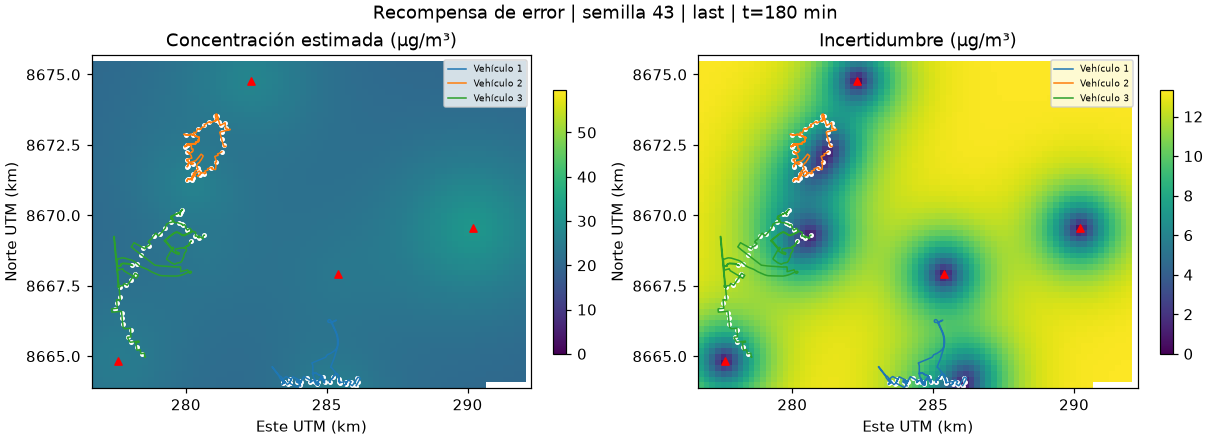 Recompensa de error | semilla 43 | last | t=180 min
Concentración estimada (µg/m³)
Vehículo 1
Vehículo 2
Vehículo 3
Norte UTM (km)
8675.0
8672.5
8670.0
8667.5
8665.0
280
285
290
Este UTM (km)
50
40
30
20
10
0
Incertidumbre (µg/m³)
Vehículo 1
Vehículo 2
Vehículo 3
Norte UTM (km)
8675.0
8672.5
8670.0
8667.5
8665.0
280
285
290
Este UTM (km)
12
10
8
6
4
2
0